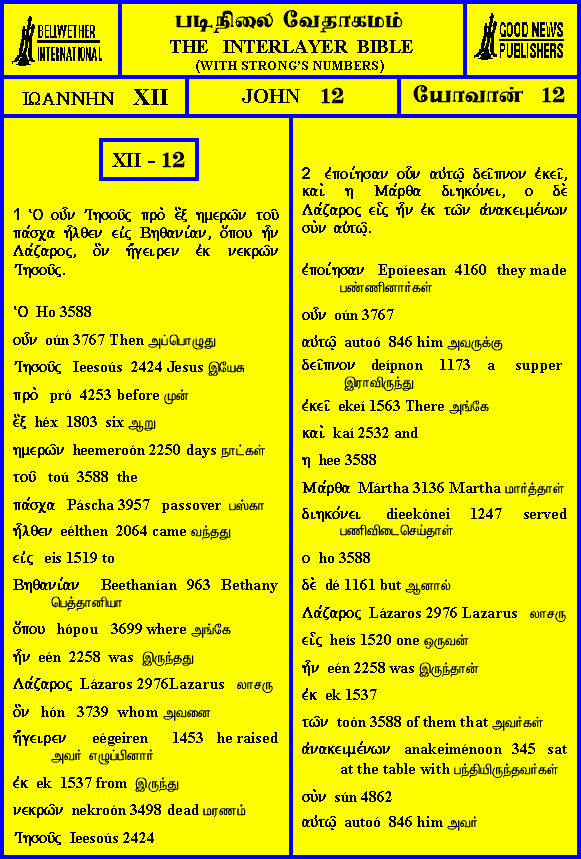 BELLWETHER
INTERNATIONAL
படிநிலை வேதாகமம்
THE INTERLAYER BIBLE
(WITH STRONG'S NUMBERS)
GOOD NEWS
PUBLISHERS
ΙΩΑΝΝΗΝ XII
JOHN 12
யோவான் 12
XII - 12
1 Ὁ οὖν Ἰησοῦς πρὸ ἓξ ημερῶν τοῦ
πάσχα ἦλθεν εἰς Βηθανίαν, ὅπου ἦν
Λάζαρος, ὃν ἤγειρεν ἐκ νεκρῶν
Ἰησοῦς.
Ὁ Ho 3588
οὖν oún 3767 Then அப்பொழுது
Ἰησοῦς Ieesoús 2424 Jesus இயேசு
πρὸ pró 4253 before முன்
ἓξ héx 1803 six ஆறு
ημερῶν heemeroón 2250 days நாட்கள்
τοῦ toú 3588 the
πάσχα Páscha 3957 passover பஸ்கா
ἦλθεν eélthen 2064 came வந்தது
εἰς eis 1519 to
Βηθανίαν Beethanían 963 Bethany
பெத்தானியா
ὅπου hópou 3699 where அங்கே
ἦν eén 2258 was இருந்தது
Λάζαρος Lázaros 2976Lazarus லாசரு
ὃν hón 3739 whom அவனை
ἤγειρεν eégeiren 1453 he raised
அவர் எழுப்பினார்
ἐκ ek 1537 from இருந்து
νεκρῶν nekroón 3498 dead மரணம்
Ἰησοῦς Ieesoús 2424
2 ἐποίησαν οὖν αὐτῷ δεῖπνον ἐκεῖ,
καὶ η Μάρθα διηκόνει, ο δὲ
Λάζαρος εἷς ἦν ἐκ τῶν ἀνακειμένων
σὺν αὐτῷ.
ἐποίησαν Epoíeesan 4160 they made
பண்ணினார்கள்
οὖν oún 3767
αὐτῷ autoó 846 him அவருக்கு
δεῖπνον deípnon 1173 a supper
இராவிருந்து
ἐκεῖ ekeí 1563 There அங்கே
καὶ kaí 2532 and
η hee 3588
Μάρθα Mártha 3136 Martha மார்த்தாள்
διηκόνει dieekónei 1247 served
பணிவிடைசெய்தாள்
ο ho 3588
δὲ dé 1161 but ஆனால்
Λάζαρος Lázaros 2976 Lazarus லாசரு
εἷς heís 1520 one ஒருவன்
ἦν eén 2258 was இருந்தான்
ἐκ ek 1537
τῶν toón 3588 of them that அவர்கள்
ἀνακειμένων anakeiménoon 345 sat
at the table with பந்தியிருந்தவர்கள்
σὺν sún 4862
αὐτῷ autoó 846 him அவர்